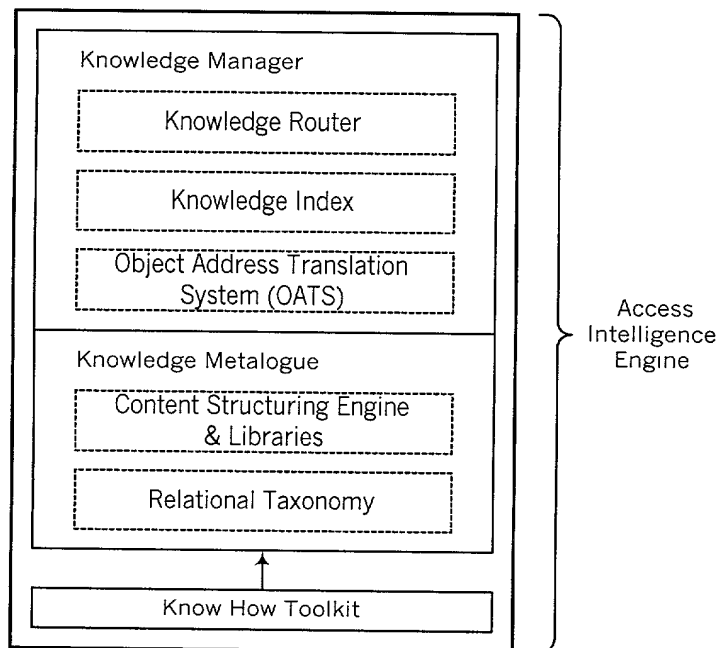 Knowledge Manager
Knowledge Router
Knowledge Index
Object Address Translation
System (OATS)
Knowledge Metalogue
Content Structuring Engine
& Libraries
Relational Taxonomy
Know How Toolkit
Access
Intelligence
Engine